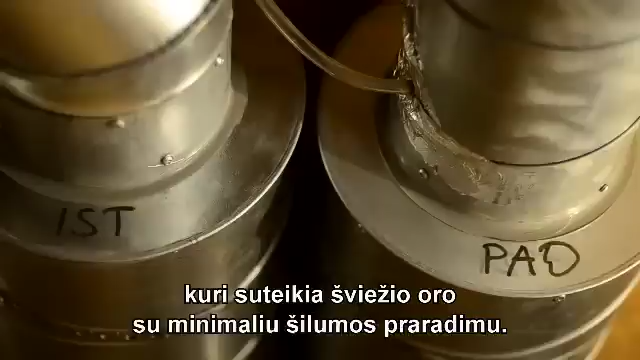 IST
PAD
kuri suteikia šviežio oro
su minimaliu šilumos praradimu.